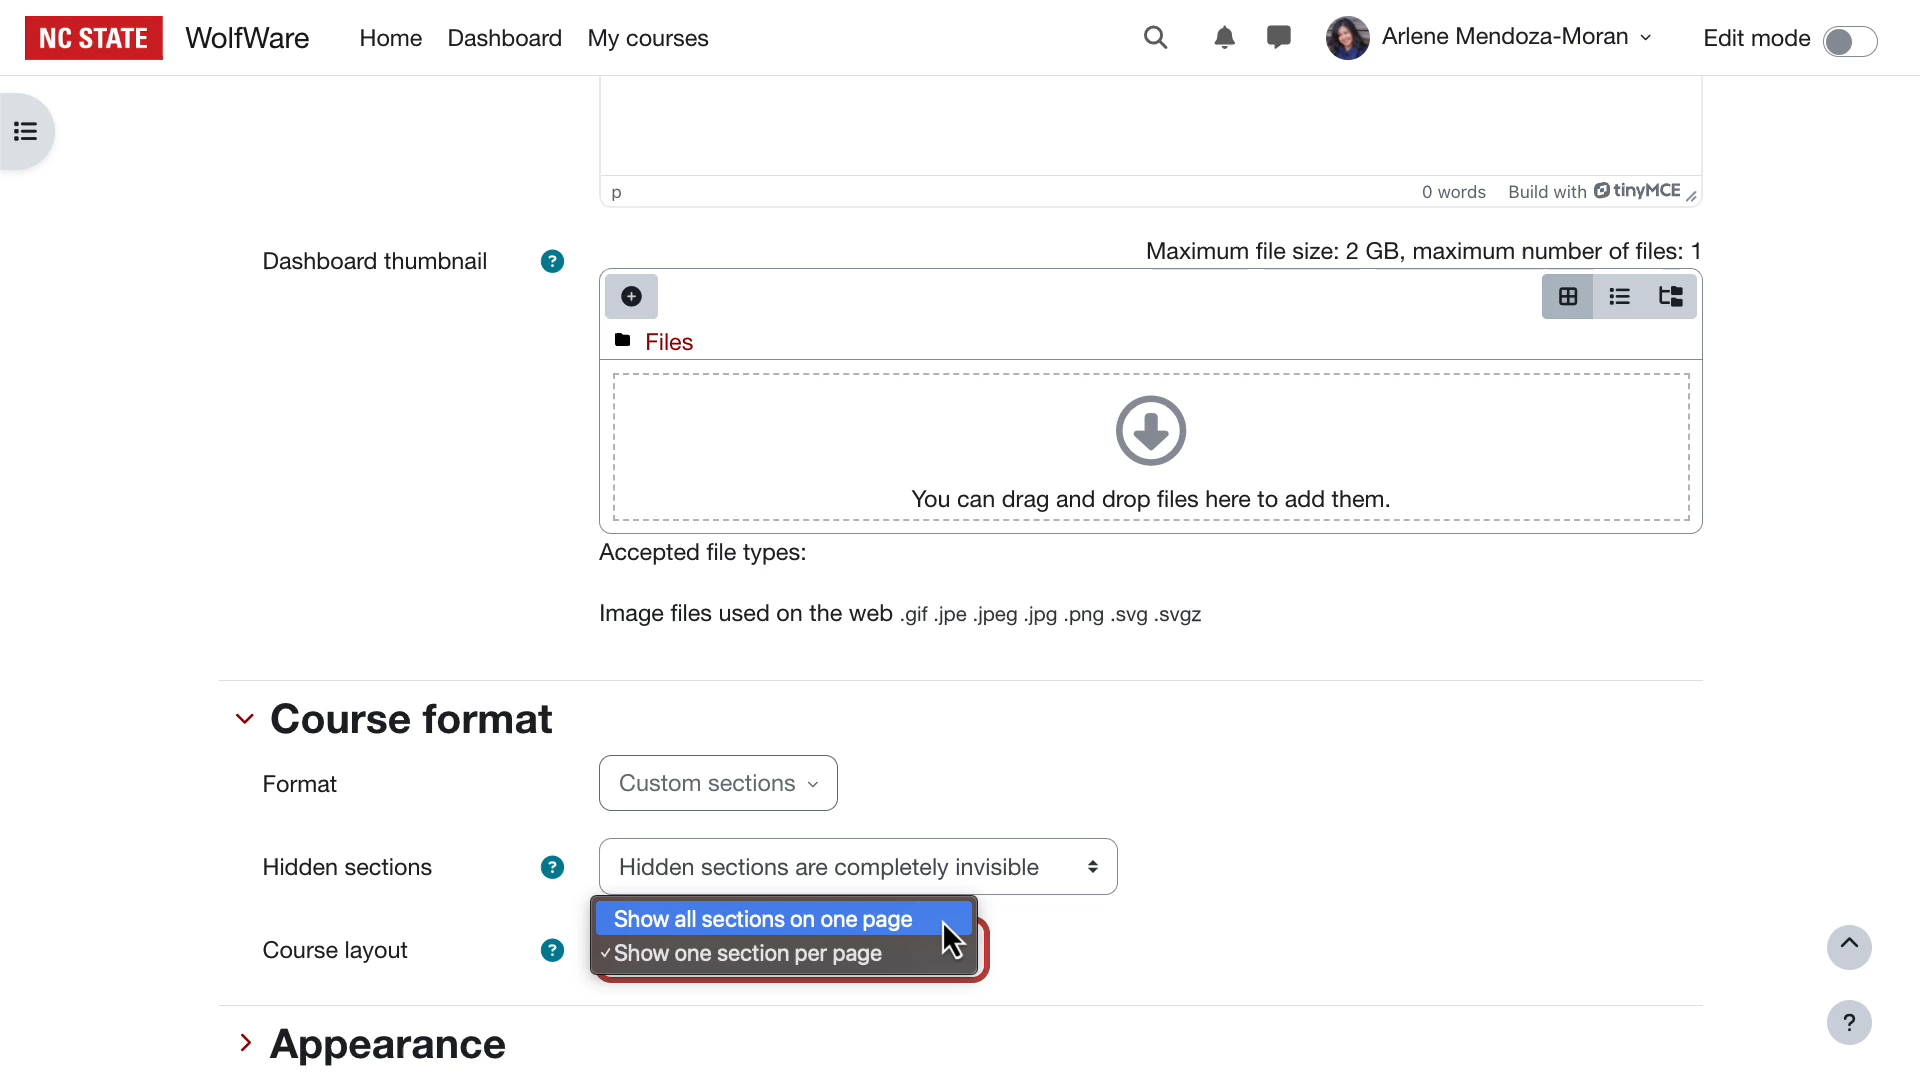 NC STATE WolfWare Home Dashboard My courses Arlene Mendoza-Moran Edit mode
p 0 words Build with tinyMCE
Maximum file size: 2 GB, maximum number of files: 1
Dashboard thumbnail ?
Files
You can drag and drop files here to add them.
Accepted file types:
Image files used on the web .gif .jpe .jpeg .jpg .png .svg .svgz
Course format
Format Custom sections
Hidden sections ? Hidden sections are completely invisible
Show all sections on one page
Course layout ? ✓ Show one section per page
?
Appearance